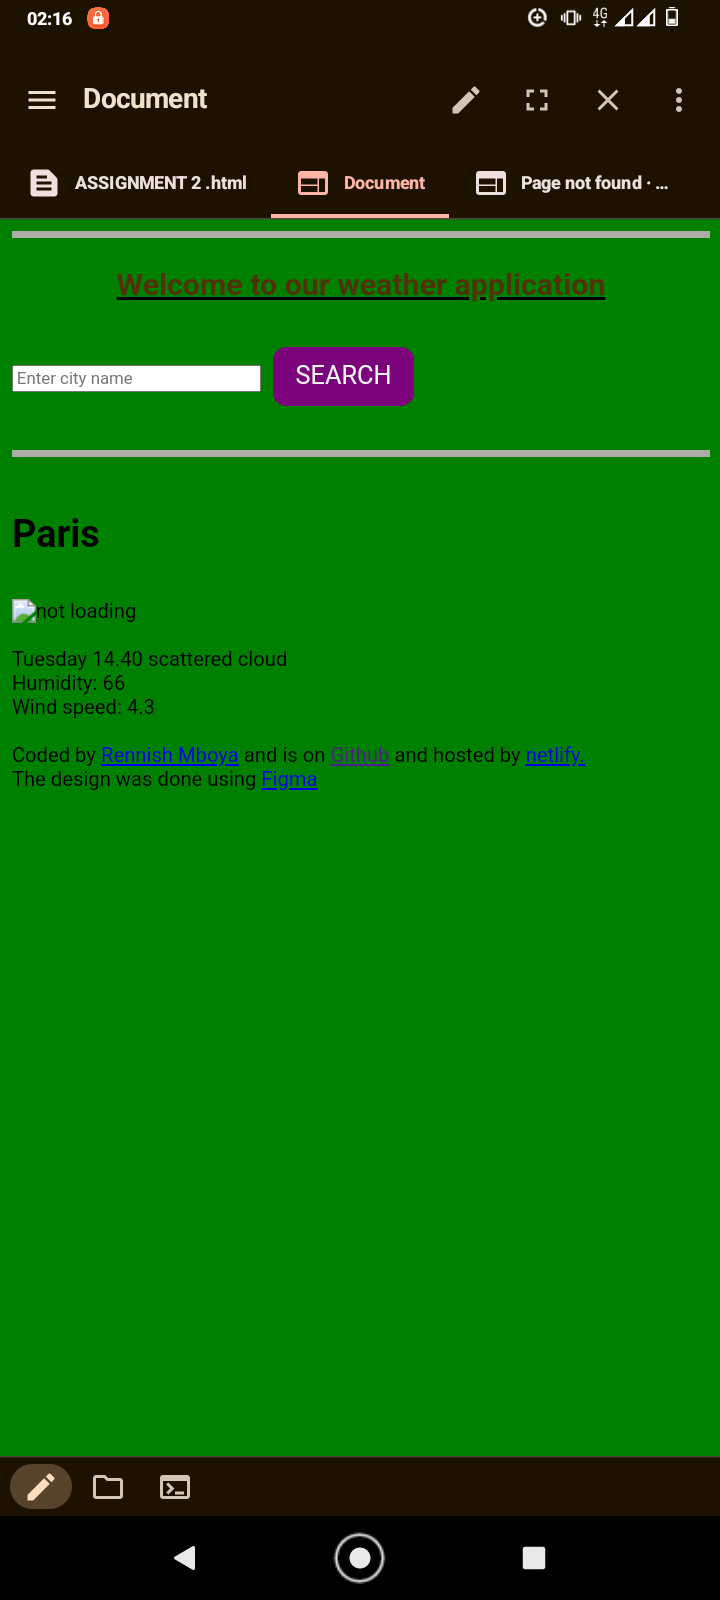 02:16
4G
Document
ASSIGNMENT 2 .html
Document
Page not found · ...
Welcome to our weather application
Enter city name
SEARCH
Paris
not loading
Tuesday 14.40 scattered cloud
Humidity: 66
Wind speed: 4.3
Coded by Rennish Mboya and is on Github and hosted by netlify.
The design was done using Figma